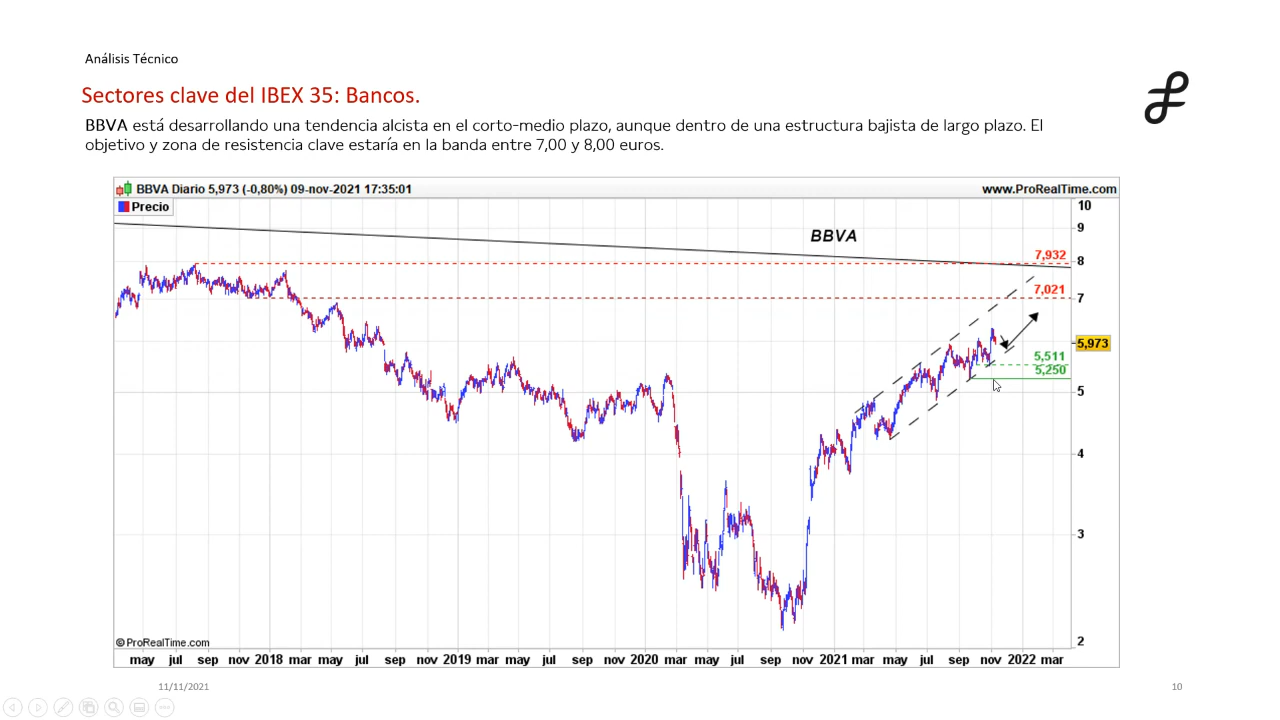 Análisis Técnico
Sectores clave del IBEX 35: Bancos.
BBVA está desarrollando una tendencia alcista en el corto-medio plazo, aunque dentro de una estructura bajista de largo plazo. El
objetivo y zona de resistencia clave estaría en la banda entre 7,00 y 8,00 euros.
BBVA Diario 5,973 (-0,80%) 09-nov-2021 17:35:01 www.ProRealTime.com
Precio
BBVA
10
9
7,932
8
7,021
7
5,973
5,511
5,250
5
4
3
2
© ProRealTime.com
may jul sep nov 2018 mar may jul sep nov 2019 mar may jul sep nov 2020 mar may jul sep nov 2021 mar may jul sep nov 2022 mar
11/11/2021 10